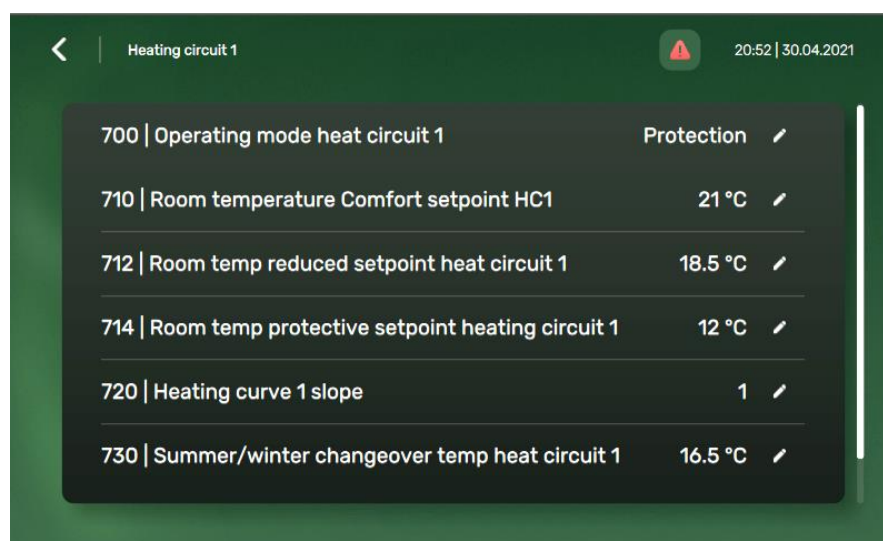 Heating circuit 1 20:52 | 30.04.2021
700 | Operating mode heat circuit 1 Protection
710 | Room temperature Comfort setpoint HC1 21 °C
712 | Room temp reduced setpoint heat circuit 1 18.5 °C
714 | Room temp protective setpoint heating circuit 1 12 °C
720 | Heating curve 1 slope 1
730 | Summer/winter changeover temp heat circuit 1 16.5 °C